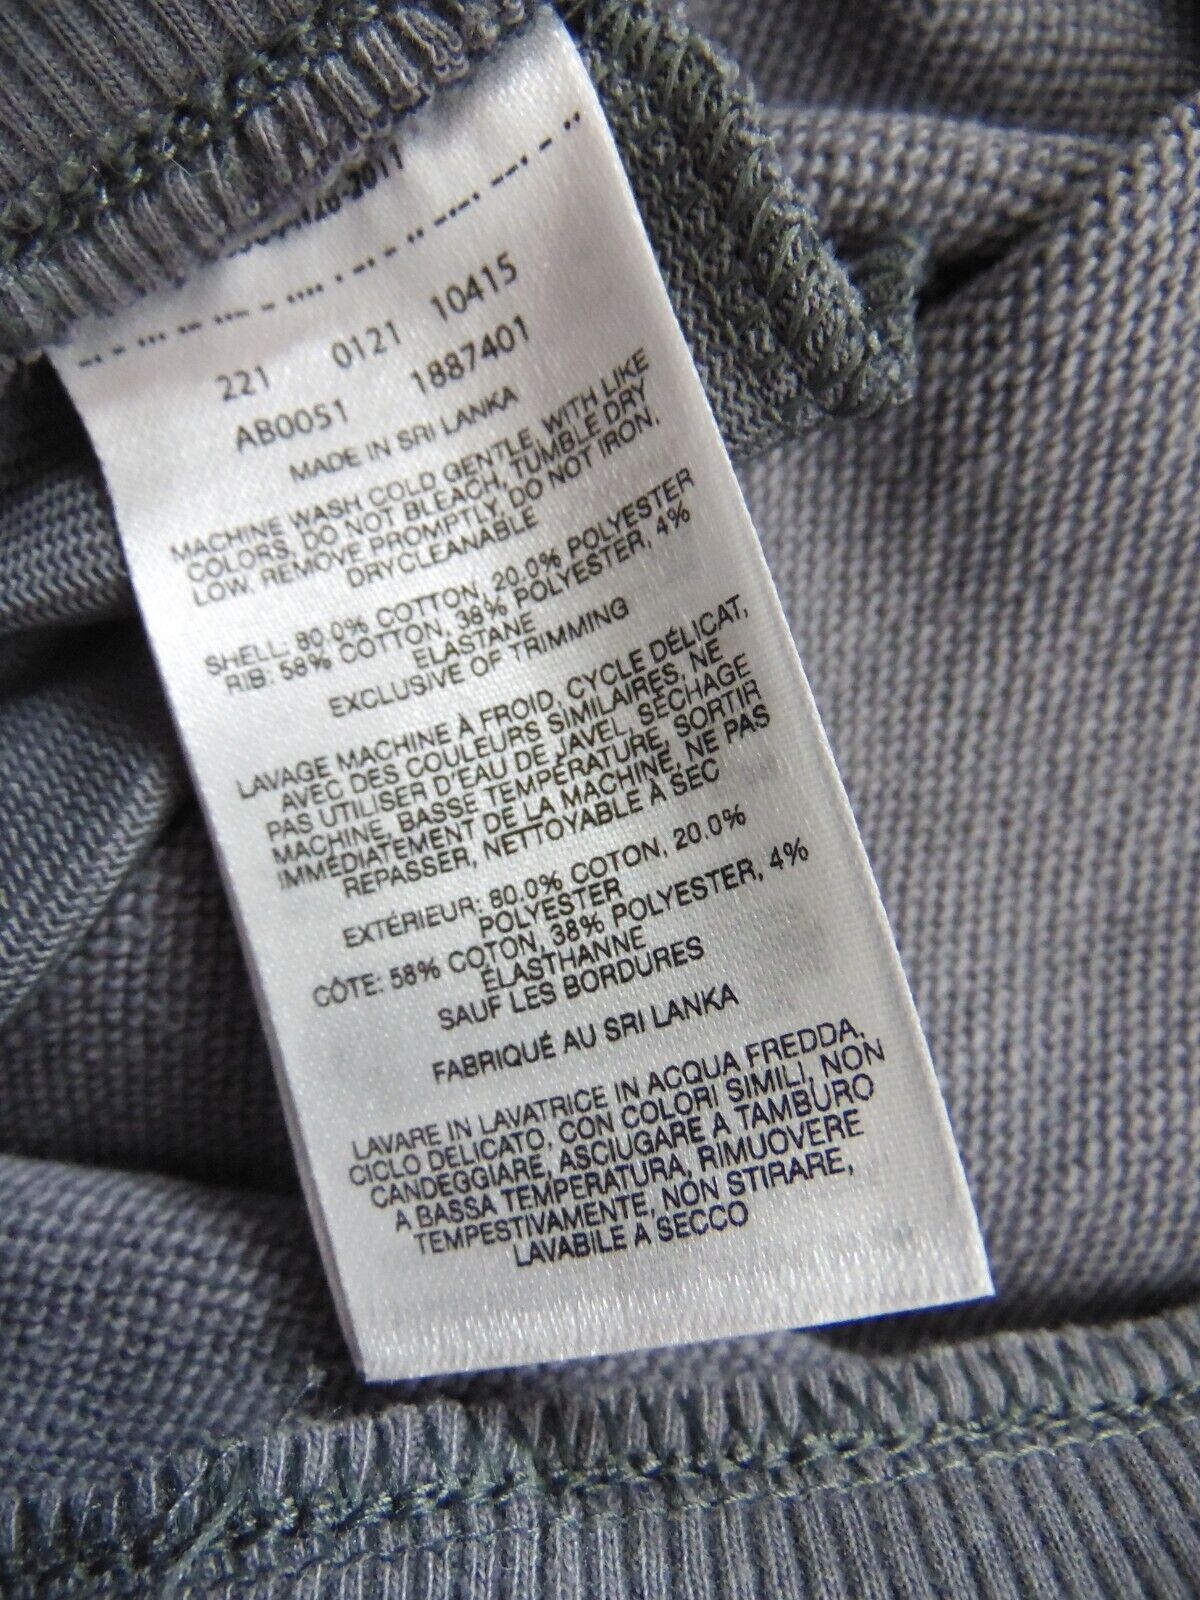 221 0121 10415
AB0051 1887401
MADE IN SRI LANKA
MACHINE WASH COLD GENTLE, WITH LIKE
COLORS, DO NOT BLEACH, TUMBLE DRY
LOW, REMOVE PROMPTLY, DO NOT IRON,
DRYCLEANABLE
SHELL: 80.0% COTTON, 20.0% POLYESTER
RIB: 58% COTTON, 38% POLYESTER, 4%
ELASTANE
EXCLUSIVE OF TRIMMING
LAVAGE MACHINE À FROID, CYCLE DÉLICAT,
AVEC DES COULEURS SIMILAIRES, NE
PAS UTILISER D'EAU DE JAVEL, SÉCHAGE
MACHINE, BASSE TEMPÉRATURE, SORTIR
IMMÉDIATEMENT DE LA MACHINE, NE PAS
REPASSER, NETTOYABLE À SEC
EXTÉRIEUR: 80.0% COTON, 20.0%
POLYESTER
CÔTE: 58% COTON, 38% POLYESTER, 4%
ÉLASTHANNE
SAUF LES BORDURES
FABRIQUÉ AU SRI LANKA
LAVARE IN LAVATRICE IN ACQUA FREDDA,
CICLO DELICATO, CON COLORI SIMILI, NON
CANDEGGIARE, ASCIUGARE A TAMBURO
A BASSA TEMPERATURA, RIMUOVERE
TEMPESTIVAMENTE, NON STIRARE,
LAVABILE A SECCO